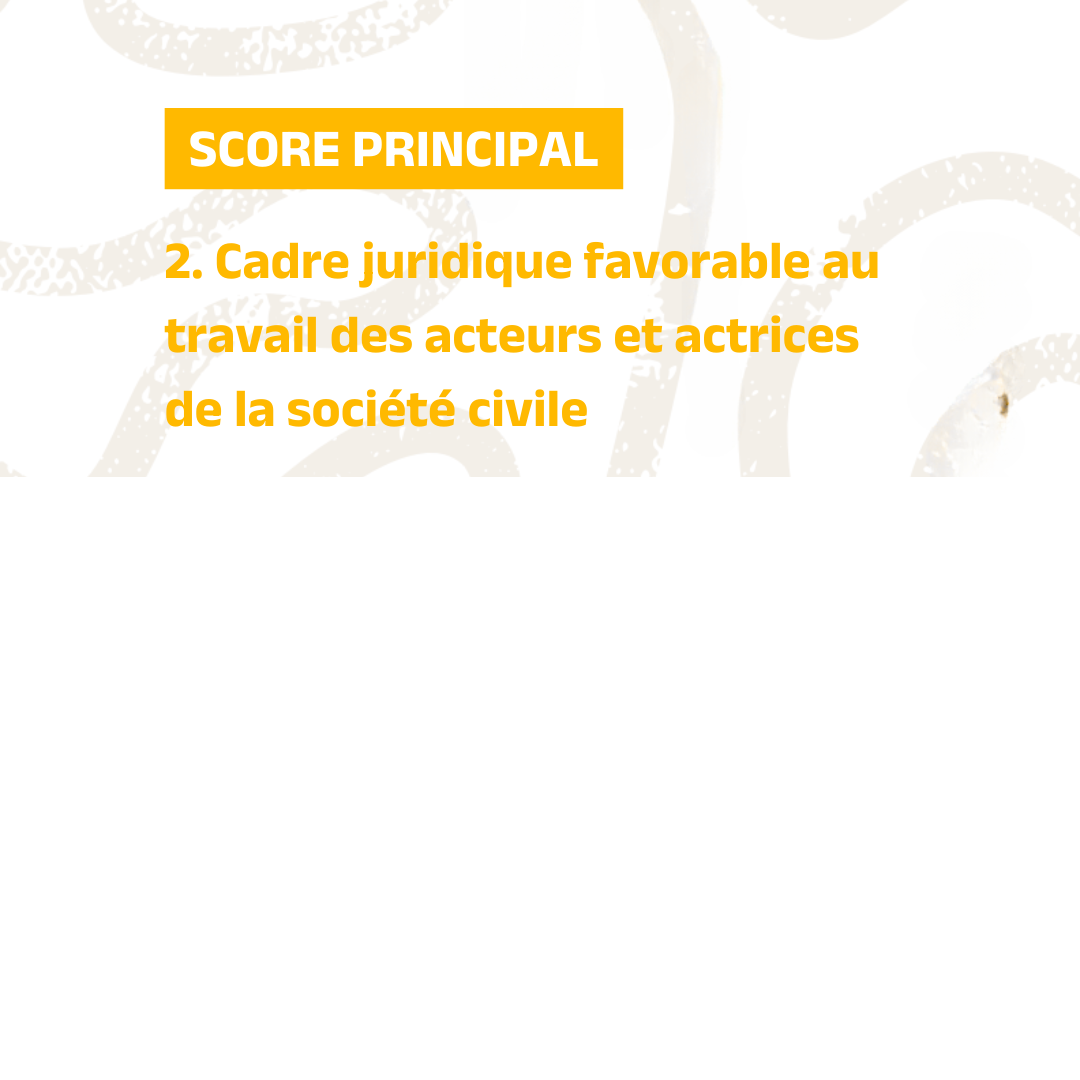 SCORE PRINCIPAL
2. Cadre juridique favorable au
travail des acteurs et actrices
de la société civile